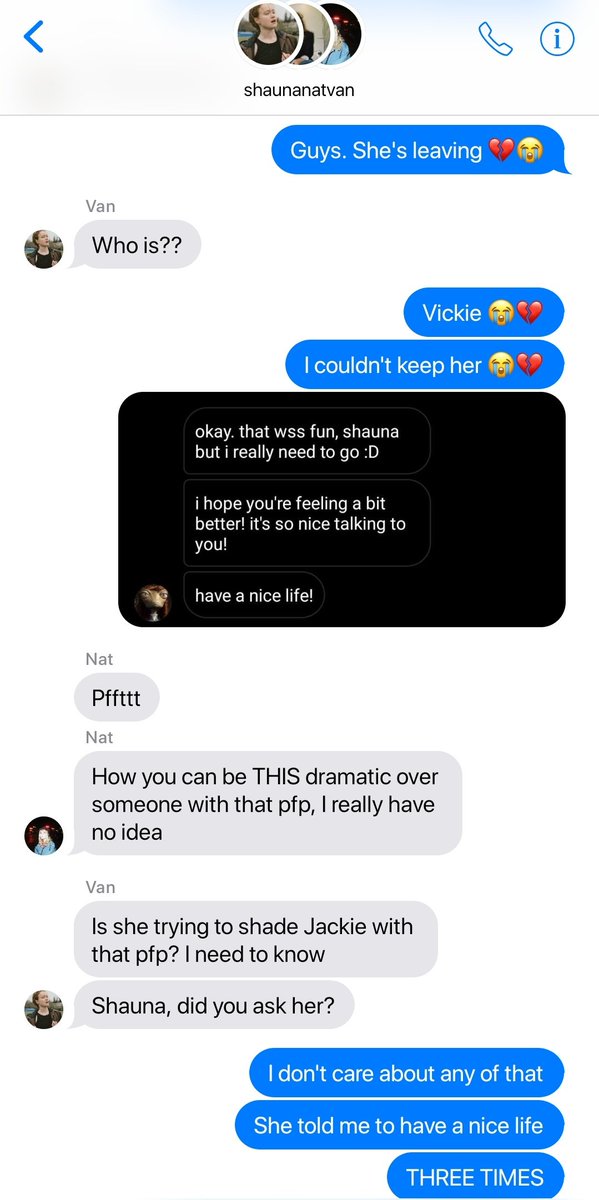 shaunanatvan
Guys. She's leaving 💔😭
Van
Who is??
Vickie 😭💔
I couldn't keep her 😭💔
okay. that wss fun, shauna
but i really need to go :D
i hope you're feeling a bit
better! it's so nice talking to
you!
have a nice life!
Nat
Pffttt
Nat
How you can be THIS dramatic over
someone with that pfp, I really have
no idea
Van
Is she trying to shade Jackie with
that pfp? I need to know
Shauna, did you ask her?
I don't care about any of that
She told me to have a nice life
THREE TIMES